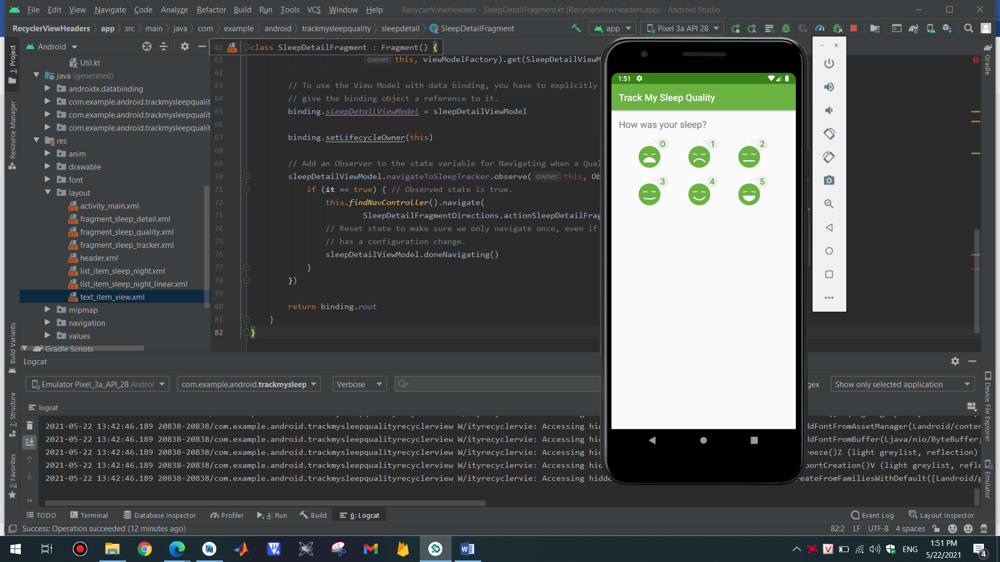 File Edit View Navigate Code Analyze Refactor Build Run Tools VCS Window Help RecyclerViewHeaders - SleepDetailFragment.kt [RecyclerViewHeaders.app] - Android Studio
RecyclerViewHeaders app src main java com example android trackmysleepquality sleepdetail SleepDetailFragment app Pixel 3a API 28
1: Project
Resource Manager
Build Variants
Z: Structure
2: Favorites
Android
Util.kt
java (generated)
androidx.databinding
com.example.android.trackmysleepqualit
com.example.android.trackmysleepqualit
com.example.android.trackmysleepqualit
res
anim
drawable
font
layout
activity_main.xml
fragment_sleep_detail.xml
fragment_sleep_quality.xml
fragment_sleep_tracker.xml
header.xml
list_item_sleep_night.xml
list_item_sleep_night_linear.xml
text_item_view.xml
mipmap
navigation
values
Gradle Scripts
42 class SleepDetailFragment : Fragment() {
61 owner: this, viewModelFactory).get(SleepDetailViewM
62
63 // To use the View Model with data binding, you have to explicitly
64 // give the binding object a reference to it.
65 binding.sleepDetailViewModel = sleepDetailViewModel
66
67 binding.setLifecycleOwner(this)
68
69 // Add an Observer to the state variable for Navigating when a Qual
70 sleepDetailViewModel.navigateToSleepTracker.observe( owner: this, Ob
71 if (it == true) { // Observed state is true.
72 this.findNavController().navigate(
73 SleepDetailFragmentDirections.actionSleepDetailFrag
74 // Reset state to make sure we only navigate once, even if
75 // has a configuration change.
76 sleepDetailViewModel.doneNavigating()
77 }
78 })
79
80 return binding.root
81 }
82 }
1:51
Track My Sleep Quality
How was your sleep?
0 1 2
3 4 5
Gradle
Device File Explorer
Emulator
Logcat
Emulator Pixel_3a_API_28 Androi com.example.android.trackmysleep Verbose gex Show only selected application
logcat
2021-05-22 13:42:46.189 20838-20838/com.example.android.trackmysleepqualityrecyclerview W/ityrecyclervie: Accessing hid ddFontFromAssetManager(Landroid/conten
2021-05-22 13:42:46.189 20838-20838/com.example.android.trackmysleepqualityrecyclerview W/ityrecyclervie: Accessing hid ddFontFromBuffer(Ljava/nio/ByteBuffer;
2021-05-22 13:42:46.189 20838-20838/com.example.android.trackmysleepqualityrecyclerview W/ityrecyclervie: Accessing hid reeze()Z (light greylist, reflection)
2021-05-22 13:42:46.189 20838-20838/com.example.android.trackmysleepqualityrecyclerview W/ityrecyclervie: Accessing hid ortCreation()V (light greylist, refle
2021-05-22 13:42:46.189 20838-20838/com.example.android.trackmysleepqualityrecyclerview W/ityrecyclervie: Accessing hidde reateFromFamiliesWithDefault([Landroid/g
TODO Terminal Database Inspector Profiler 4: Run Build 6: Logcat Event Log Layout Inspector
Success: Operation succeeded (12 minutes ago) 82:2 LF UTF-8 4 spaces
ENG 1:51 PM
5/22/2021
4